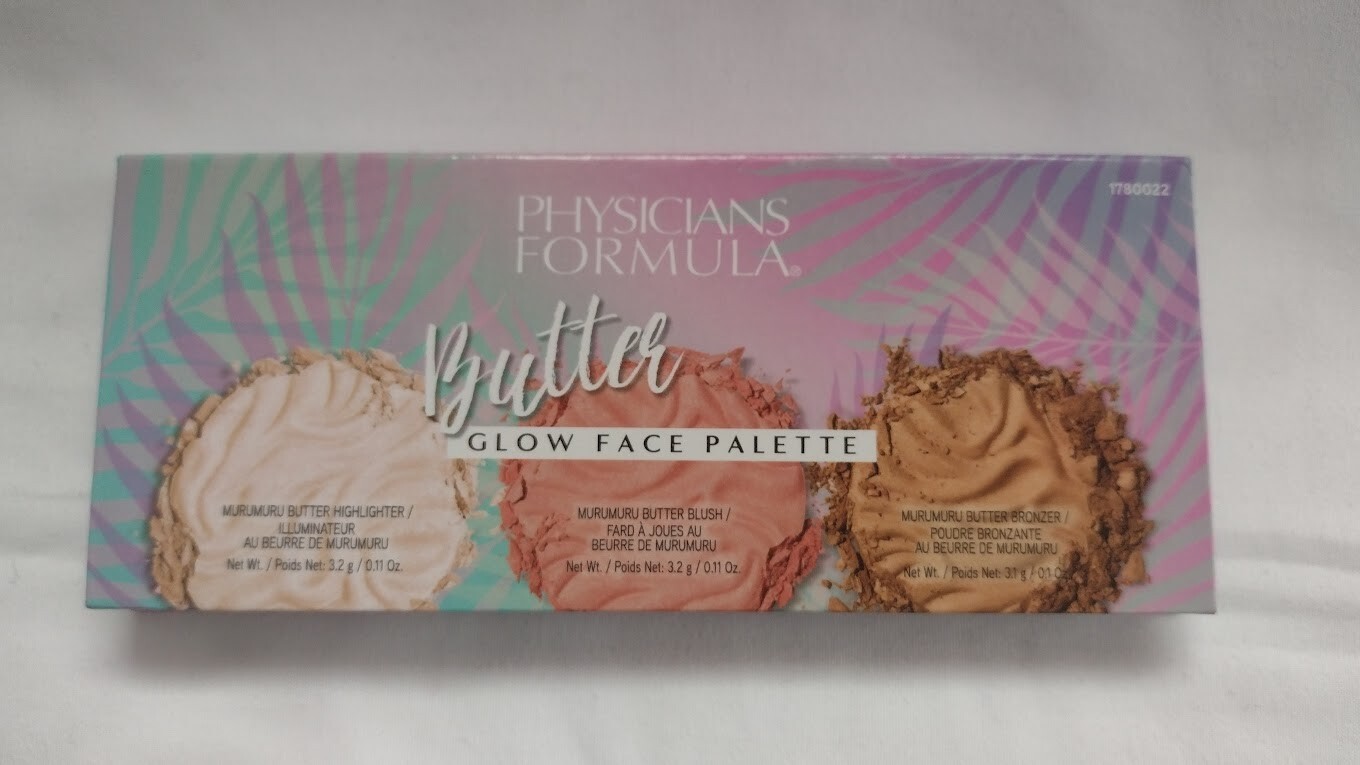 1780022
PHYSICIANS
FORMULA®
Butter
GLOW FACE PALETTE
MURUMURU BUTTER HIGHLIGHTER /
ILLUMINATEUR
AU BEURRE DE MURUMURU
Net Wt. / Poids Net: 3.2 g / 0.11 Oz.
MURUMURU BUTTER BLUSH /
FARD À JOUES AU
BEURRE DE MURUMURU
Net Wt. / Poids Net: 3.2 g / 0.11 Oz.
MURUMURU BUTTER BRONZER /
POUDRE BRONZANTE
AU BEURRE DE MURUMURU
Net Wt. / Poids Net: 3.1 g /